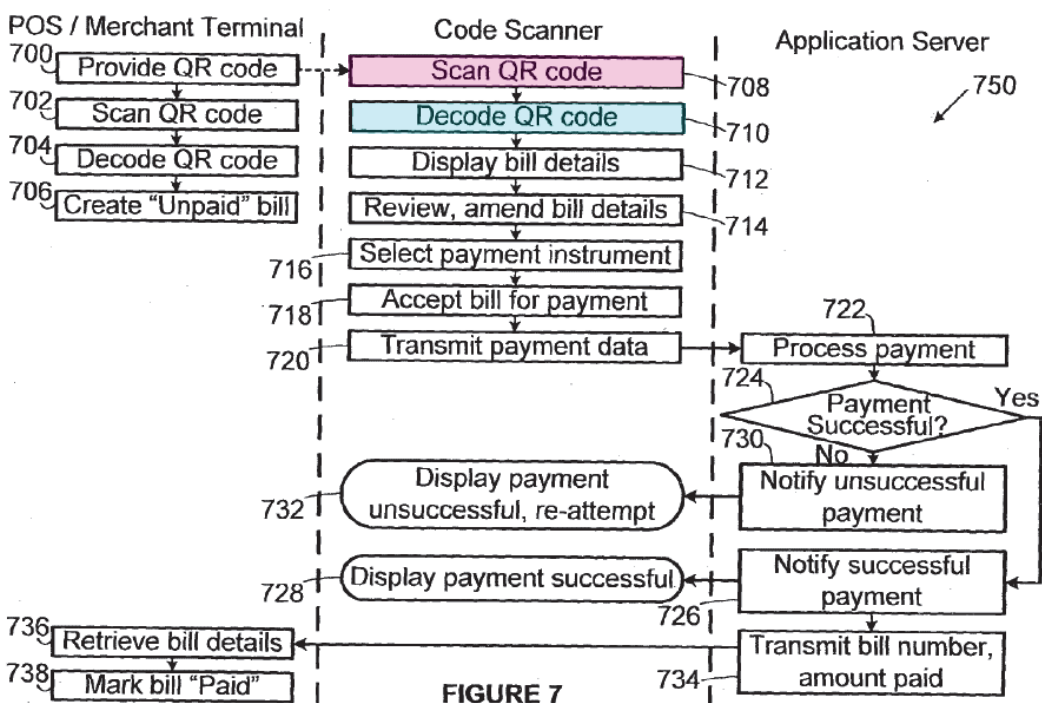 POS / Merchant Terminal
Code Scanner
Application Server
700
Provide QR code
Scan QR code
708
750
702
Scan QR code
Decode QR code
710
704
Decode QR code
Display bill details
712
706
Create "Unpaid" bill
Review, amend bill details
714
716
Select payment instrument
718
Accept bill for payment
722
720
Transmit payment data
Process payment
724
Yes
Payment
Successful?
730
No
732
Display payment
unsuccessful, re-attempt
Notify unsuccessful
payment
728
Display payment successful
Notify successful
payment
726
736
Retrieve bill details
Transmit bill number,
amount paid
734
738
Mark bill "Paid"
FIGURE 7